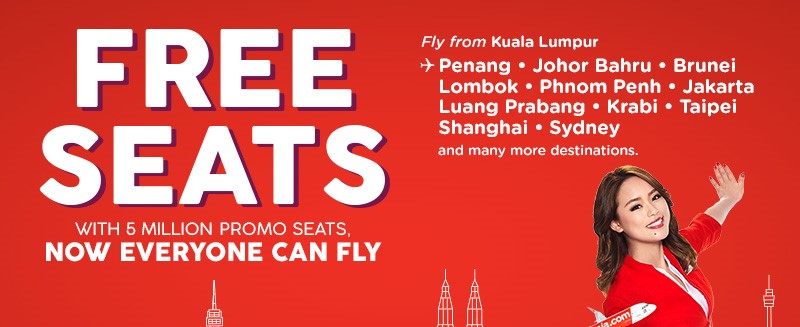 FREE
SEATS
WITH 5 MILLION PROMO SEATS,
NOW EVERYONE CAN FLY
Fly from Kuala Lumpur
Penang • Johor Bahru • Brunei
Lombok • Phnom Penh • Jakarta
Luang Prabang • Krabi • Taipei
Shanghai • Sydney
and many more destinations.